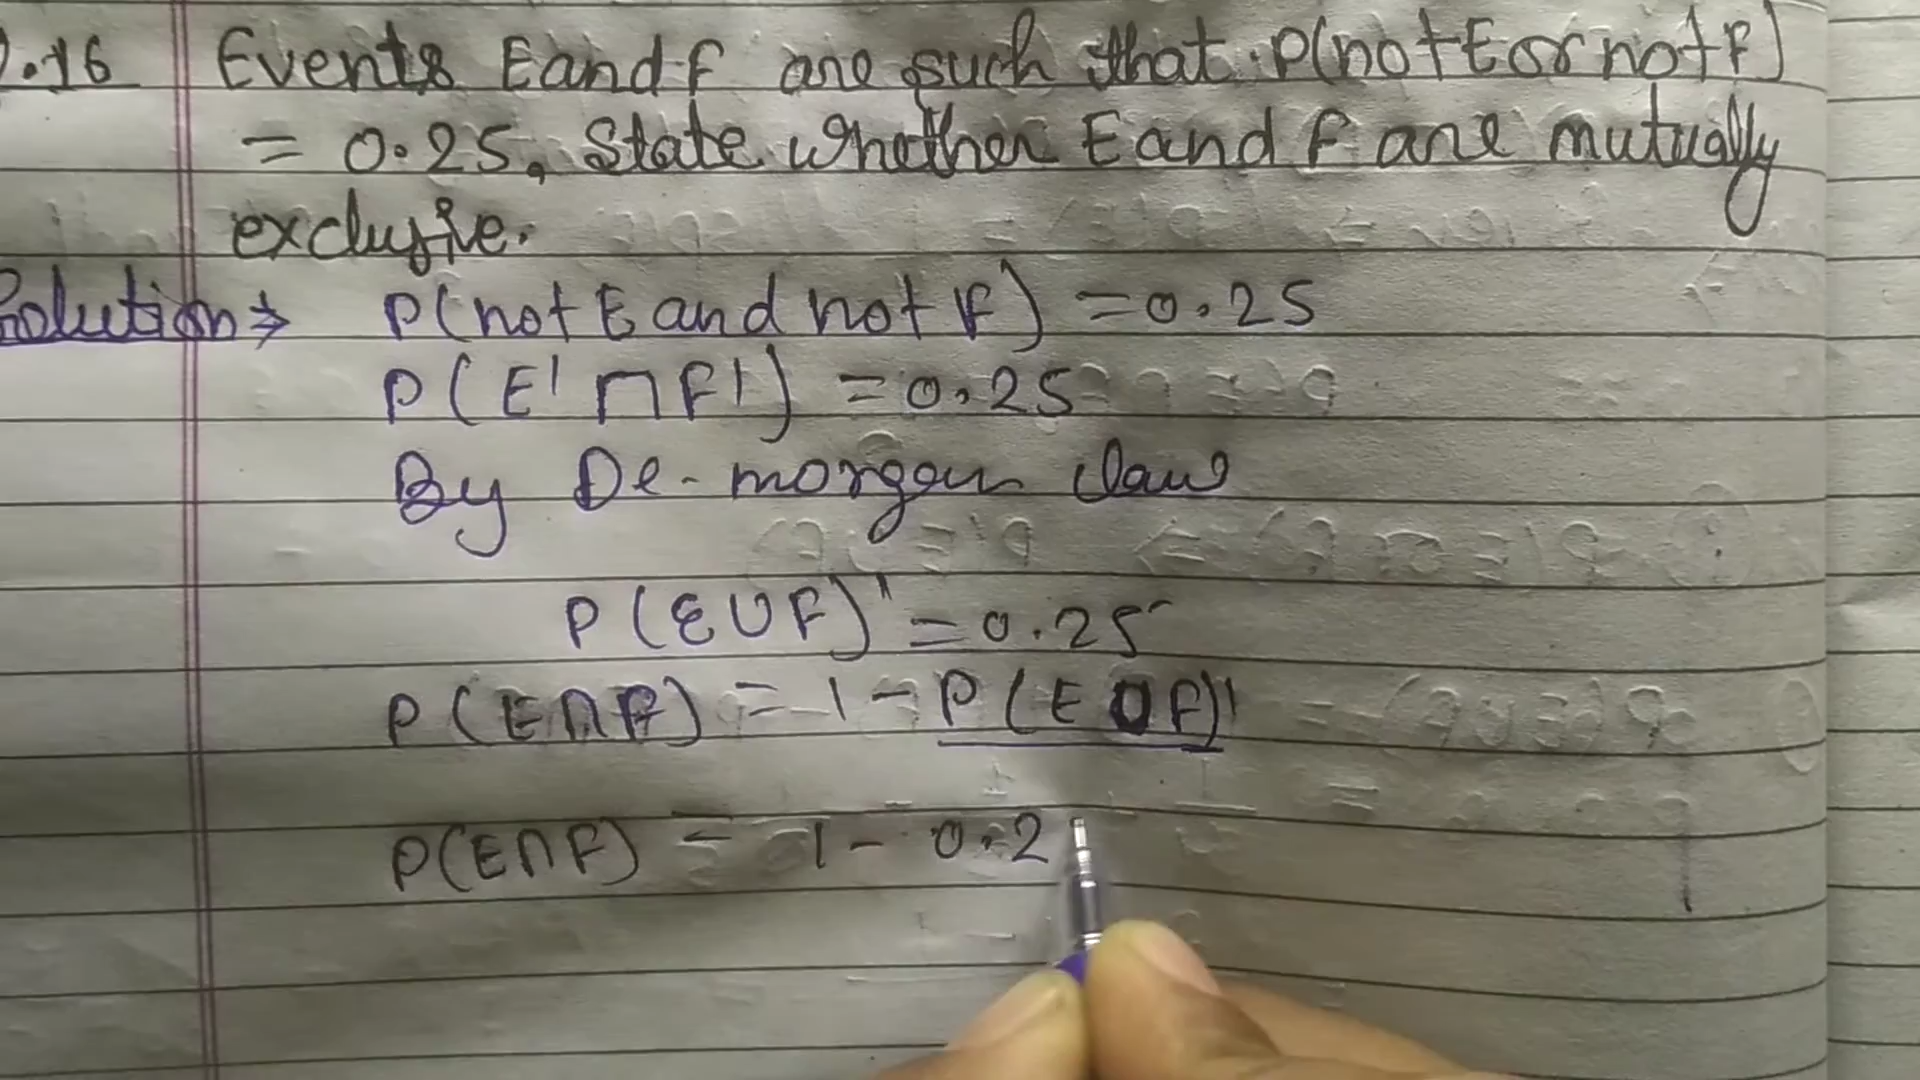 .16 Events E and F are such that P(not E or not F)
= 0.25, State whether E and F are mutually
exclusive.
Solution⇒ P(not E and not F) = 0.25
P(E' ∩ F') = 0.25
By De-morgan law
P(E∪F)' = 0.25
P(E∩F) = 1 - P(E∪F)'
P(E∩F) = 1 - 0.2